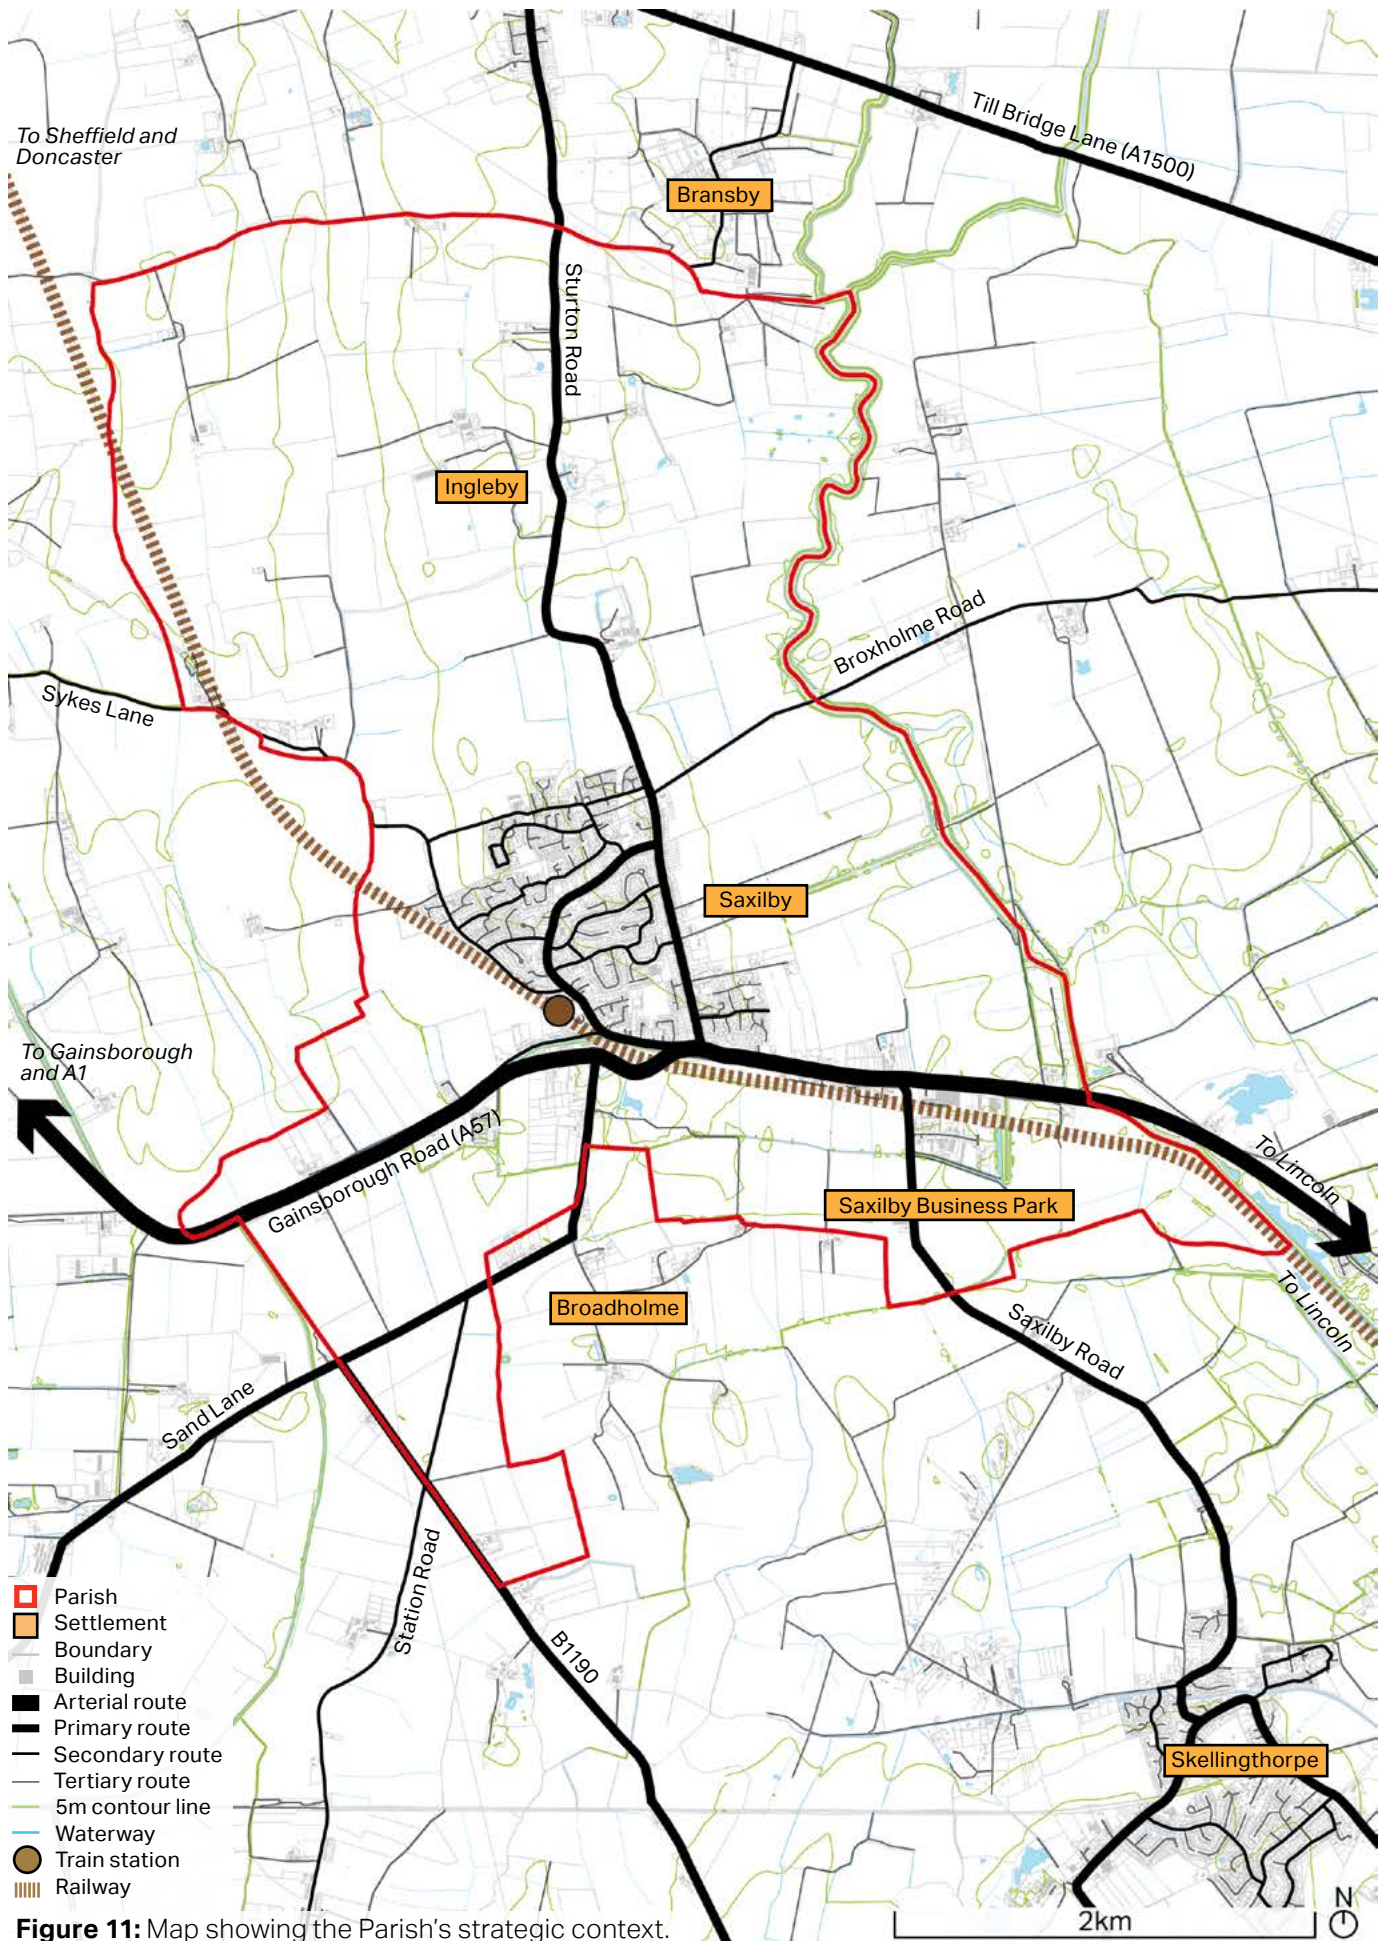 To Sheffield and
Doncaster
Till Bridge Lane (A1500)
Bransby
Sturton Road
Ingleby
Broxholme Road
Sykes Lane
Saxilby
To Gainsborough
and A1
Gainsborough Road (A57)
To Lincoln
Saxilby Business Park
To Lincoln
Broadholme
Saxilby Road
Sand Lane
Station Road
B1190
Skellingthorpe
Parish
Settlement
Boundary
Building
Arterial route
Primary route
Secondary route
Tertiary route
5m contour line
Waterway
Train station
Railway
N
2km
Figure 11: Map showing the Parish's strategic context.